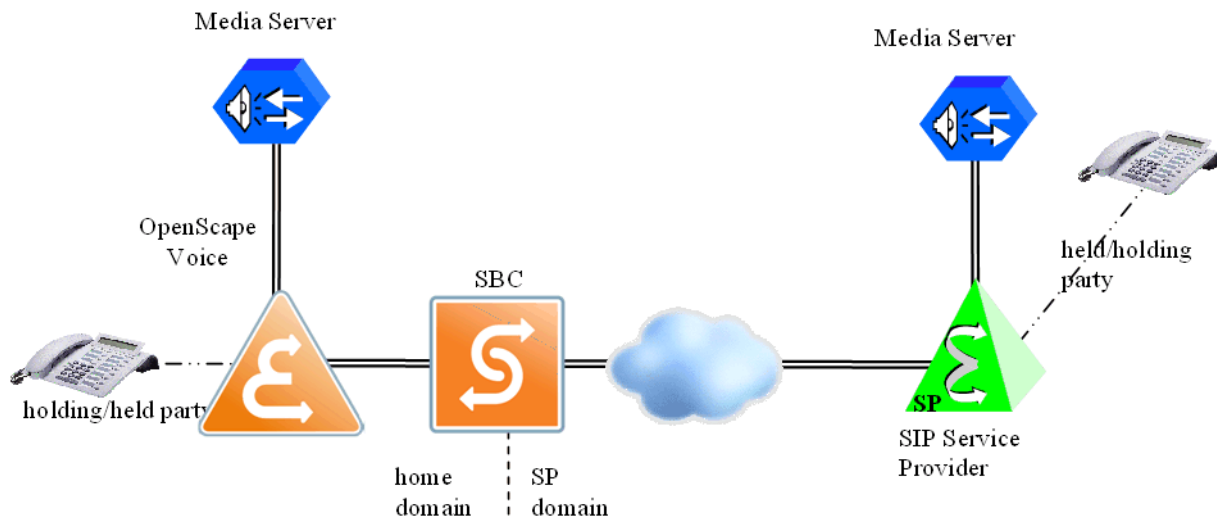 Media Server
Media Server
OpenScape
Voice
held/holding
party
SBC
holding/held party
SP
SIP Service
Provider
home
domain
SP
domain